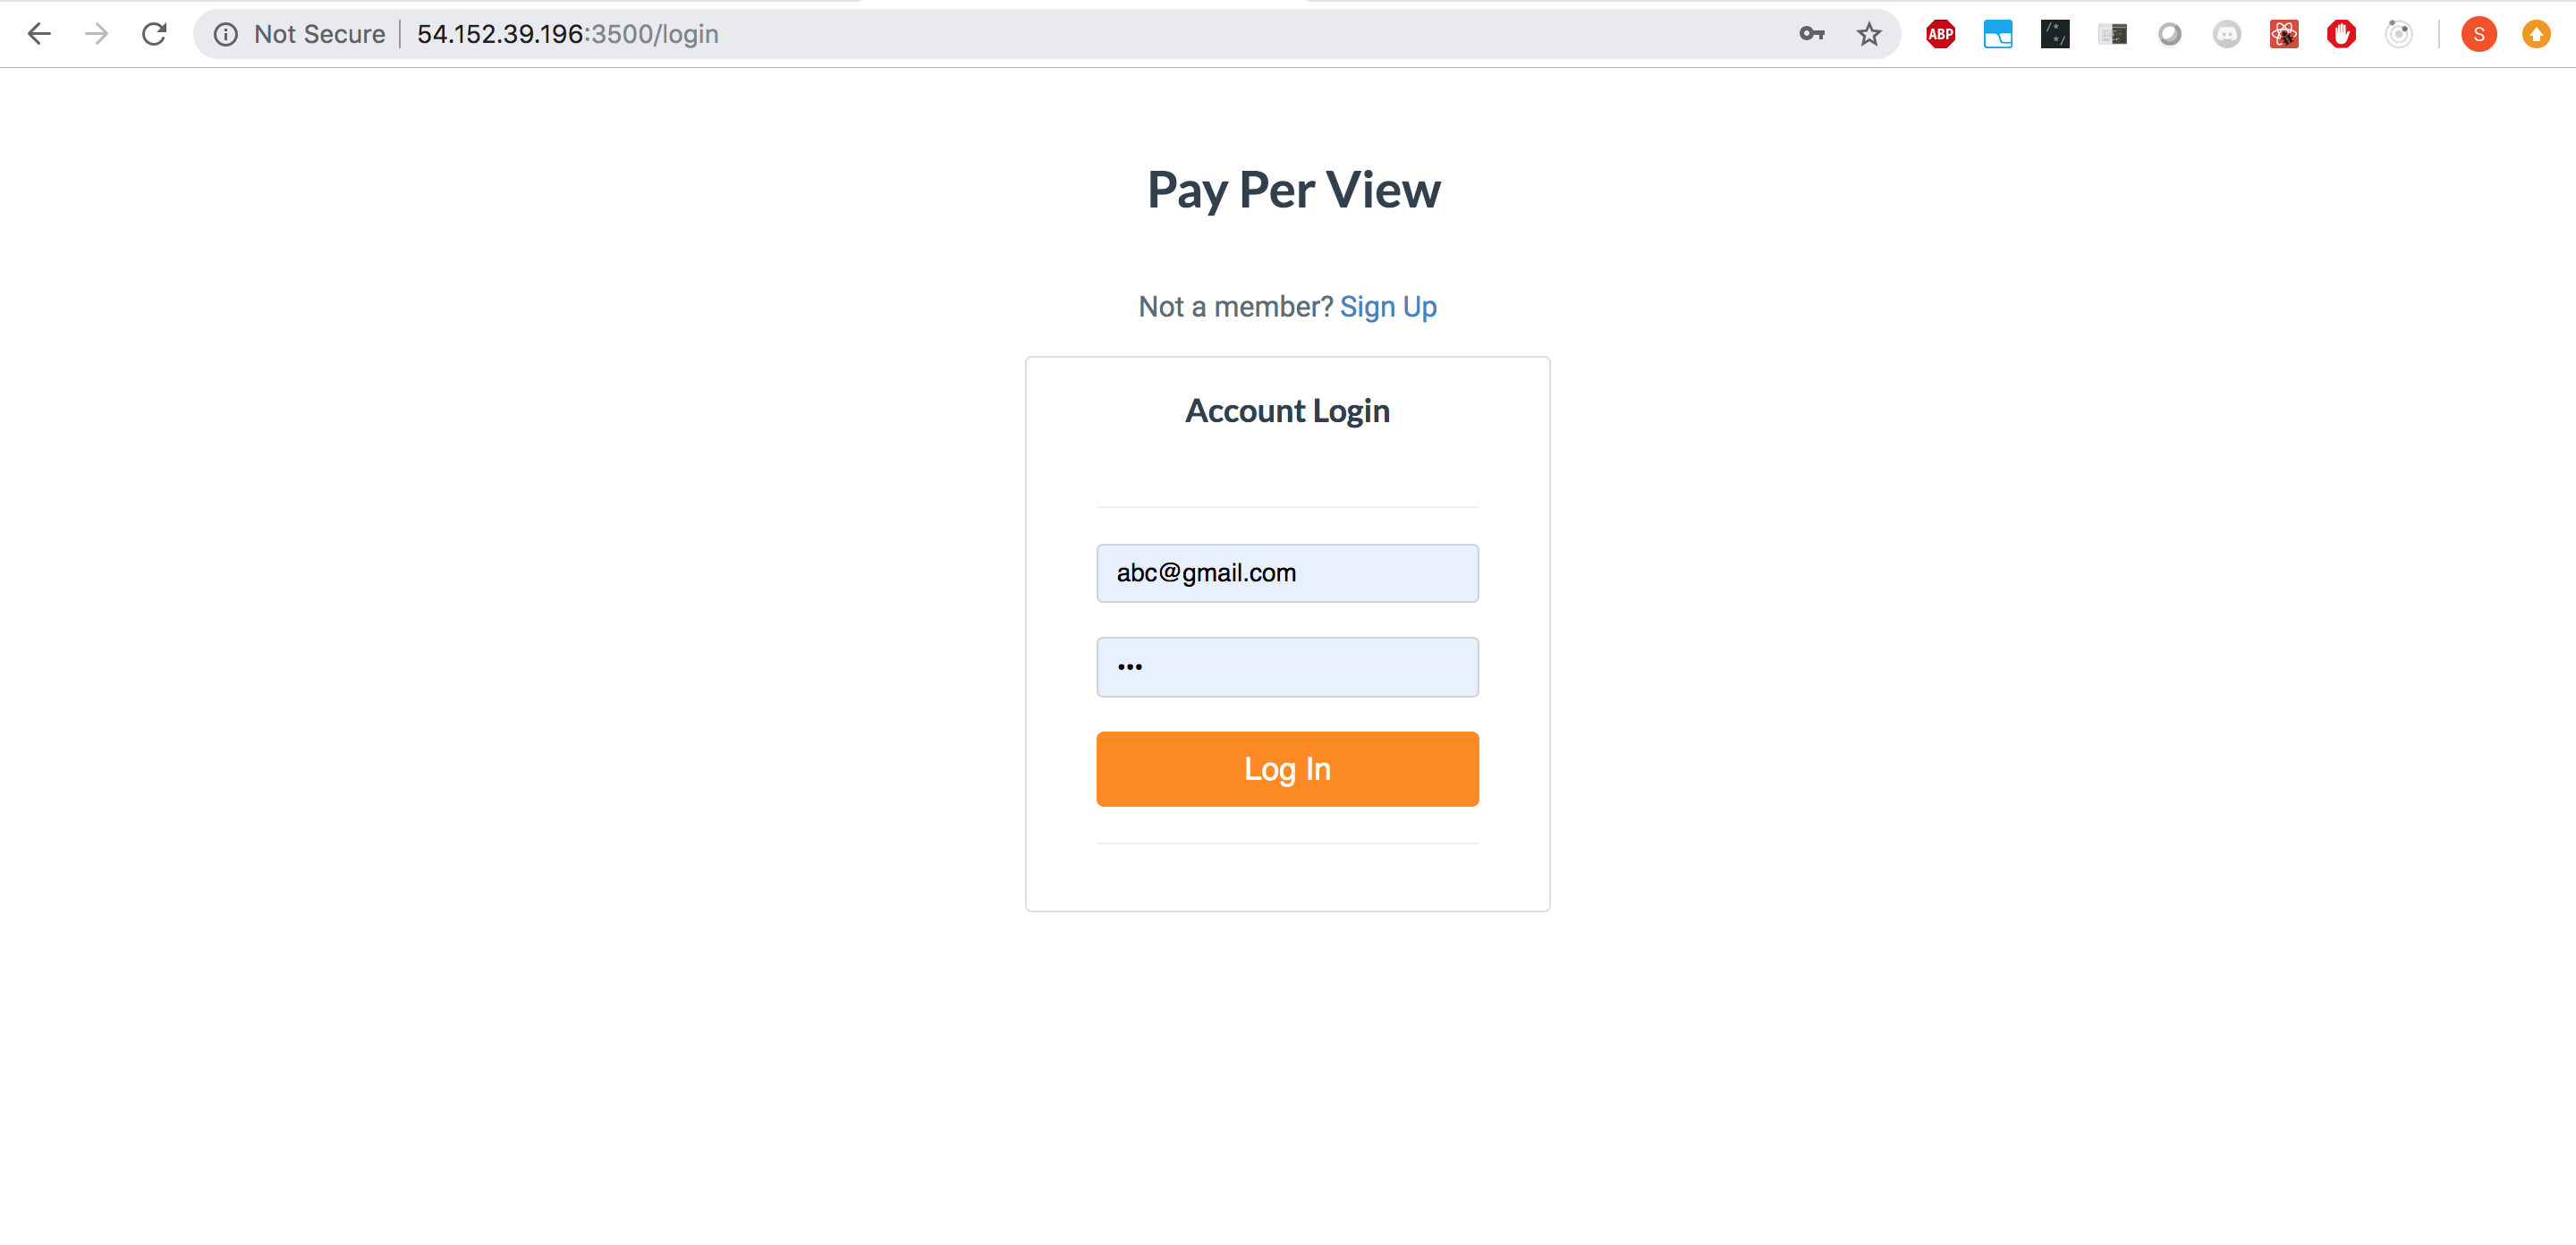 Not Secure 54.152.39.196:3500/login ABP /* */ S
Pay Per View
Not a member? Sign Up
Account Login
abc@gmail.com
•••
Log In